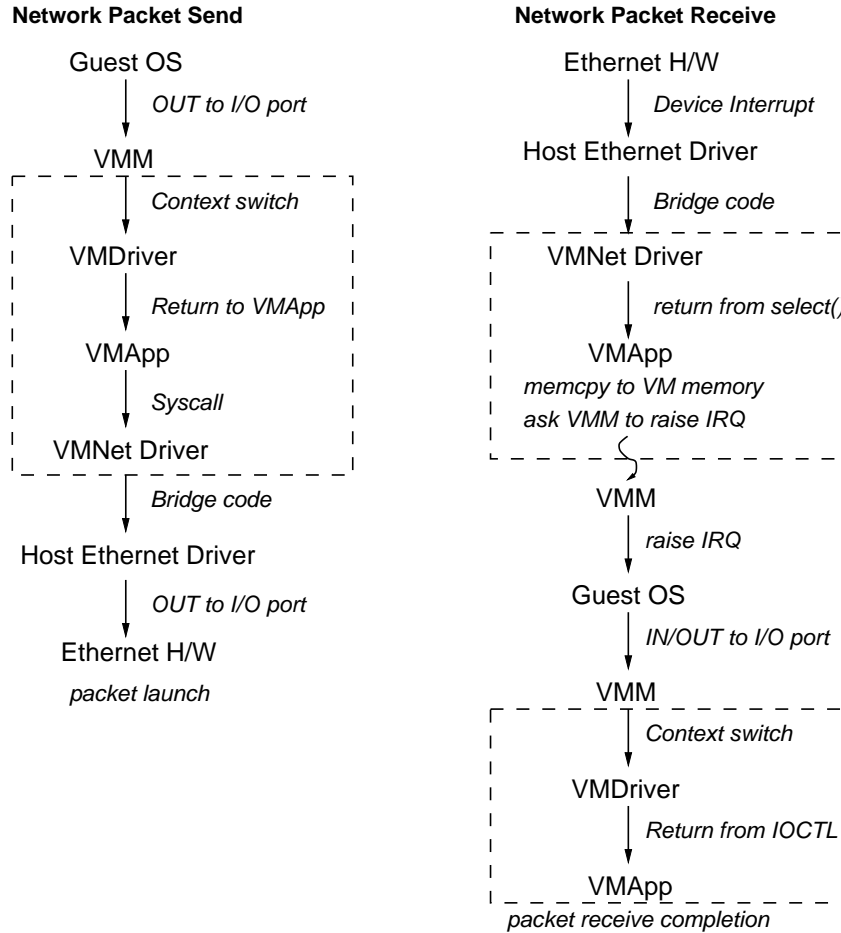 Network Packet Send
Guest OS
OUT to I/O port
VMM
Context switch
VMDriver
Return to VMApp
VMApp
Syscall
VMNet Driver
Bridge code
Host Ethernet Driver
OUT to I/O port
Ethernet H/W
packet launch
Network Packet Receive
Ethernet H/W
Device Interrupt
Host Ethernet Driver
Bridge code
VMNet Driver
return from select()
VMApp
memcpy to VM memory
ask VMM to raise IRQ
VMM
raise IRQ
Guest OS
IN/OUT to I/O port
VMM
Context switch
VMDriver
Return from IOCTL
VMApp
packet receive completion